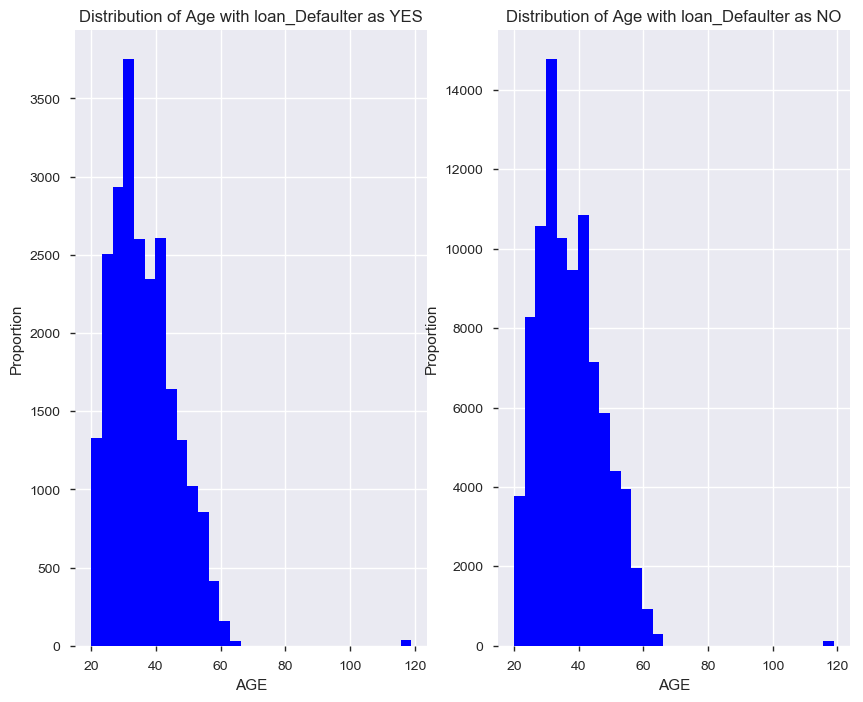 Distribution of Age with loan_Defaulter as YES
3500
3000
2500
2000
1500
1000
500
0
Proportion
20 40 60 80 100 120
AGE
Distribution of Age with loan_Defaulter as NO
14000
12000
10000
8000
6000
4000
2000
0
Proportion
20 40 60 80 100 120
AGE